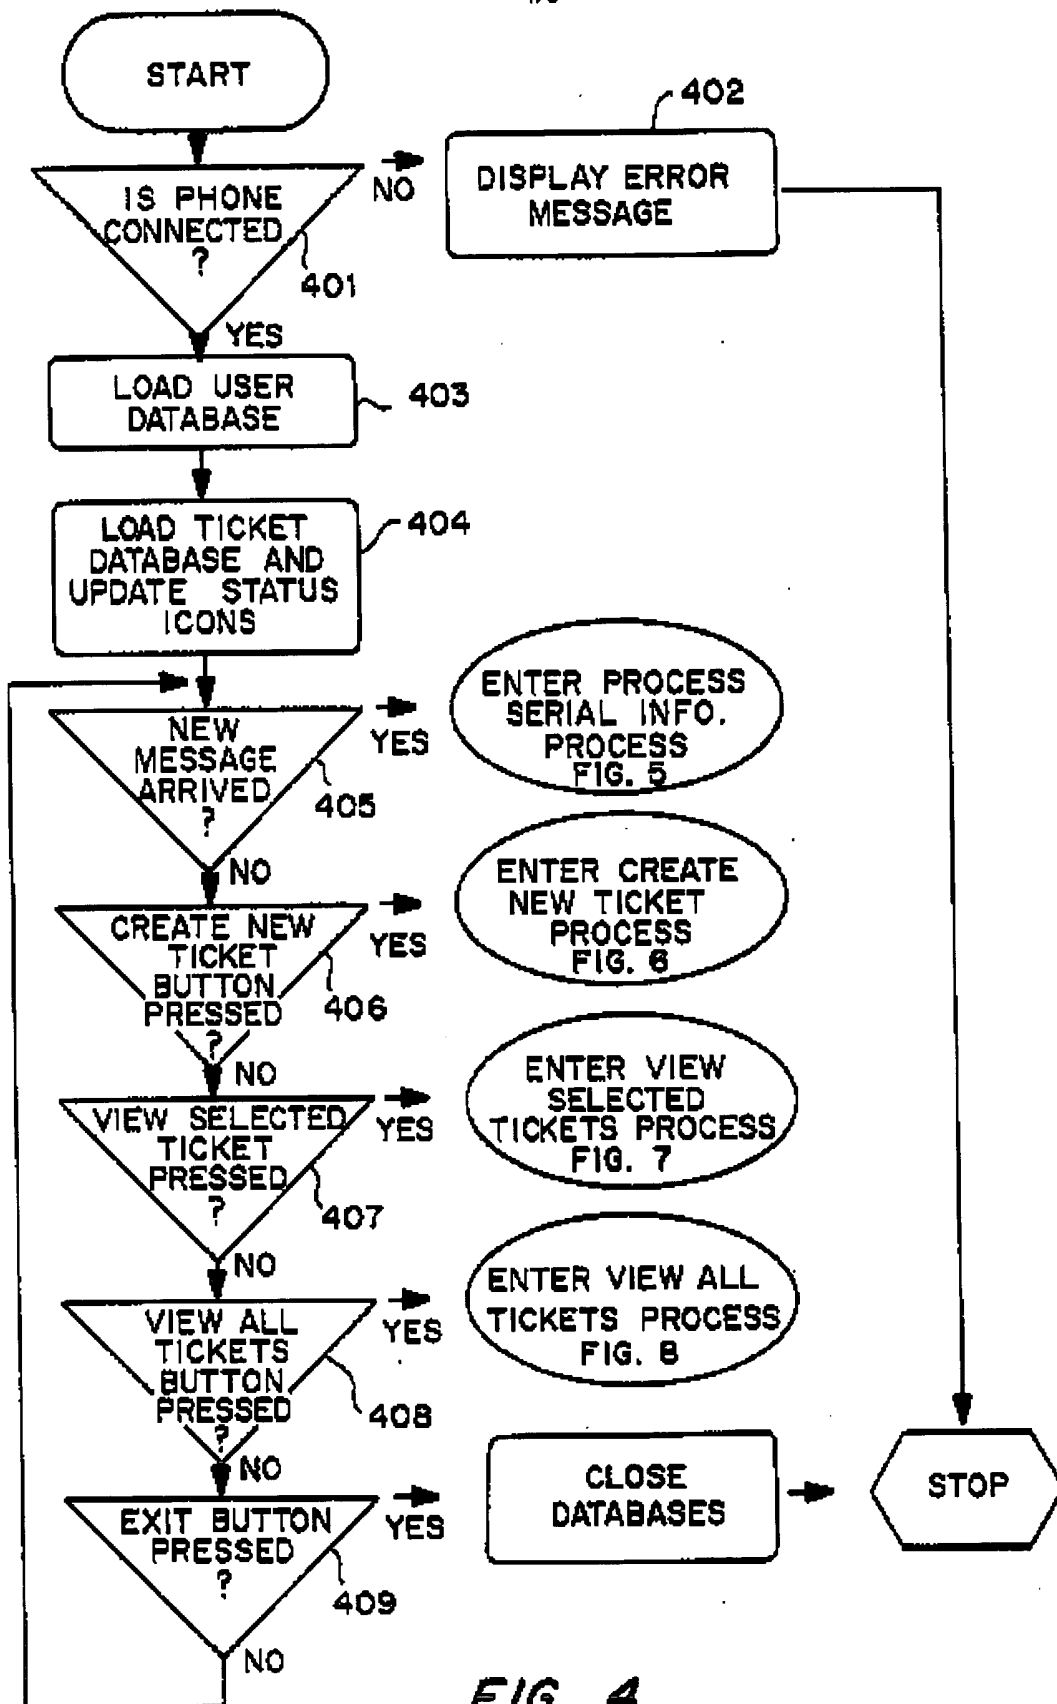 START
402
IS PHONE
CONNECTED
?
401
NO
DISPLAY ERROR
MESSAGE
YES
LOAD USER
DATABASE
403
LOAD TICKET
DATABASE AND
UPDATE STATUS
ICONS
404
NEW
MESSAGE
ARRIVED
?
405
YES
ENTER PROCESS
SERIAL INFO.
PROCESS
FIG. 5
NO
CREATE NEW
TICKET
BUTTON
PRESSED
?
406
YES
ENTER CREATE
NEW TICKET
PROCESS
FIG. 6
NO
VIEW SELECTED
TICKET
PRESSED
?
407
YES
ENTER VIEW
SELECTED
TICKETS PROCESS
FIG. 7
NO
VIEW ALL
TICKETS
BUTTON
PRESSED
?
408
YES
ENTER VIEW ALL
TICKETS PROCESS
FIG. 8
NO
EXIT BUTTON
PRESSED
?
409
YES
CLOSE
DATABASES
STOP
NO
FIG. 4